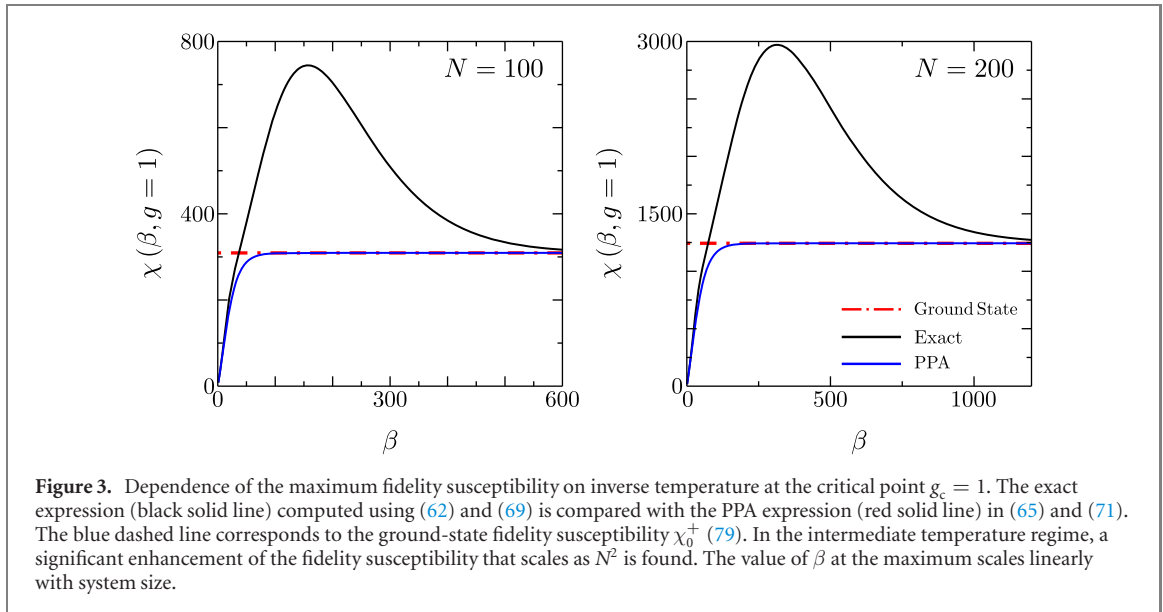 800
400
0
0
300
600
N = 100
χ (β, g = 1)
β
3000
1500
0
0
500
1000
N = 200
χ (β, g = 1)
β
Ground State
Exact
PPA
Figure 3. Dependence of the maximum fidelity susceptibility on inverse temperature at the critical point g_c = 1. The exact
expression (black solid line) computed using (62) and (69) is compared with the PPA expression (red solid line) in (65) and (71).
The blue dashed line corresponds to the ground-state fidelity susceptibility χ₀⁺ (79). In the intermediate temperature regime, a
significant enhancement of the fidelity susceptibility that scales as N² is found. The value of β at the maximum scales linearly
with system size.